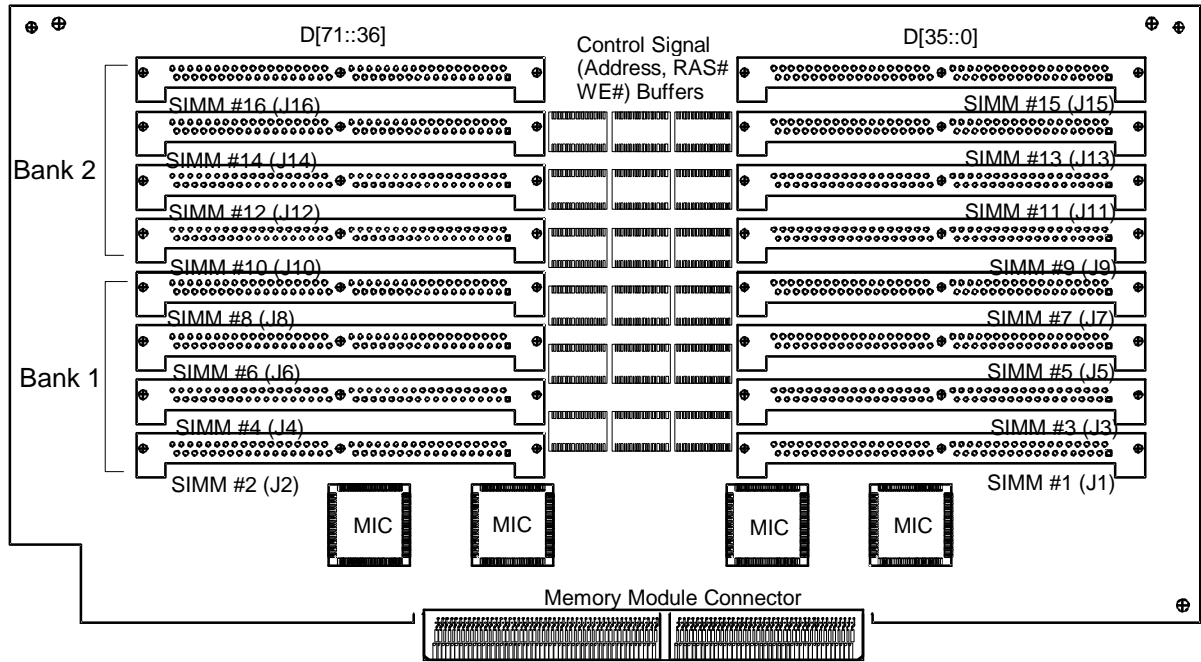 D[71::36]
Control Signal
(Address, RAS#
WE#) Buffers
D[35::0]
SIMM #16 (J16)
SIMM #15 (J15)
SIMM #14 (J14)
SIMM #13 (J13)
Bank 2
SIMM #12 (J12)
SIMM #11 (J11)
SIMM #10 (J10)
SIMM #9 (J9)
SIMM #8 (J8)
SIMM #7 (J7)
SIMM #6 (J6)
SIMM #5 (J5)
Bank 1
SIMM #4 (J4)
SIMM #3 (J3)
SIMM #2 (J2)
SIMM #1 (J1)
MIC
MIC
MIC
MIC
Memory Module Connector